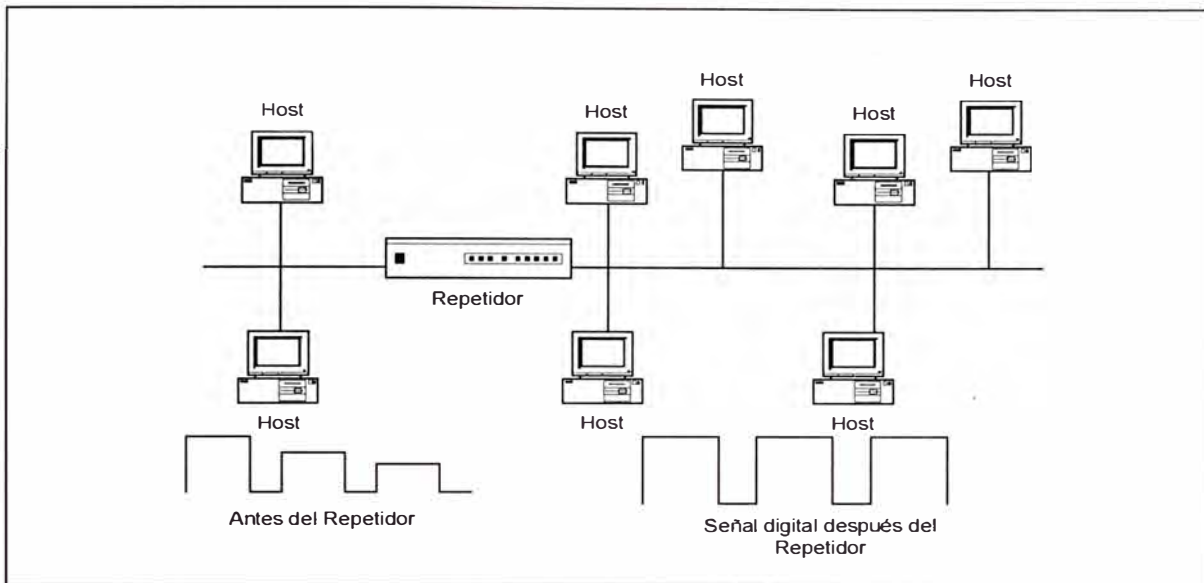 Host
Host
Host
Host
Host
Repetidor
Host
Host
Host
Antes del Repetidor
Señal digital después del
Repetidor